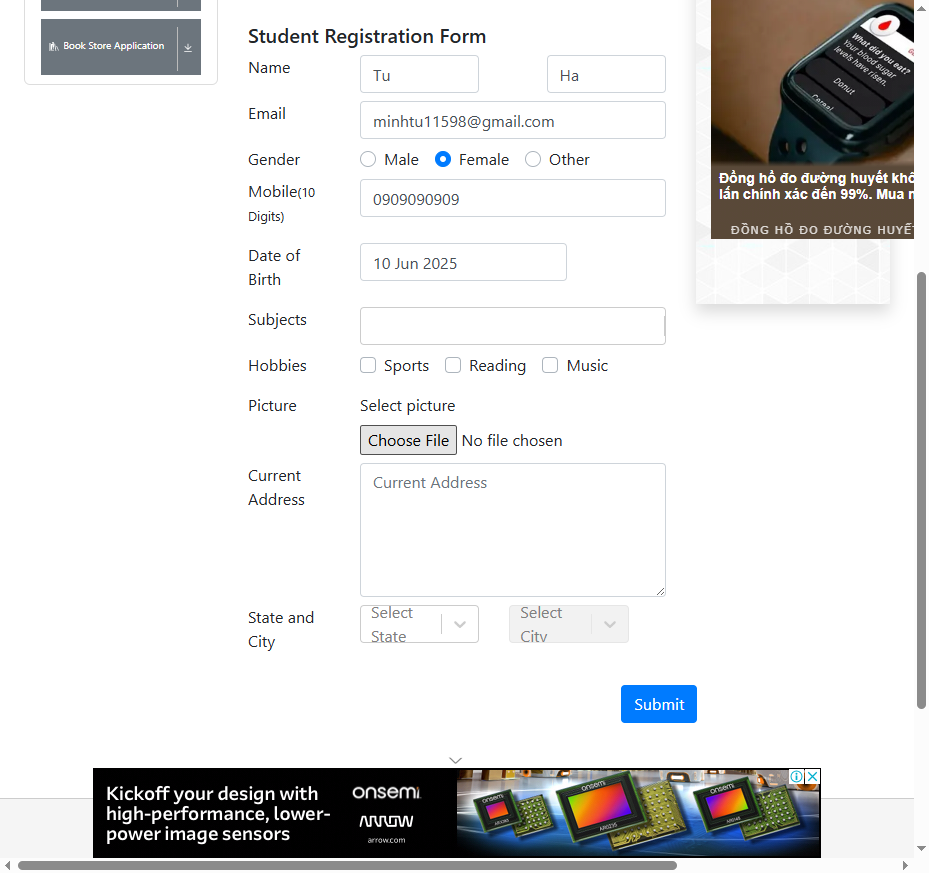 Book Store Application
Student Registration Form
Name
Tu
Ha
Email
minhtu11598@gmail.com
Gender
Male
Female
Other
Mobile(10
Digits)
0909090909
Date of
Birth
10 Jun 2025
Subjects
Hobbies
Sports
Reading
Music
Picture
Select picture
Choose File
No file chosen
Current
Address
Current Address
State and
City
Select
State
Select
City
Submit
What did you eat?
Your blood sugar
levels have risen.
Donut
Cereal
Đồng hồ đo đường huyết
lấn chính xác đến 99%. Mua
ĐỒNG HỒ ĐO ĐƯỜNG HUYẾT
Kickoff your design with
high-performance, lower-
power image sensors
onsemi
ARROW
arrow.com
onsemi
onsemi
onsemi